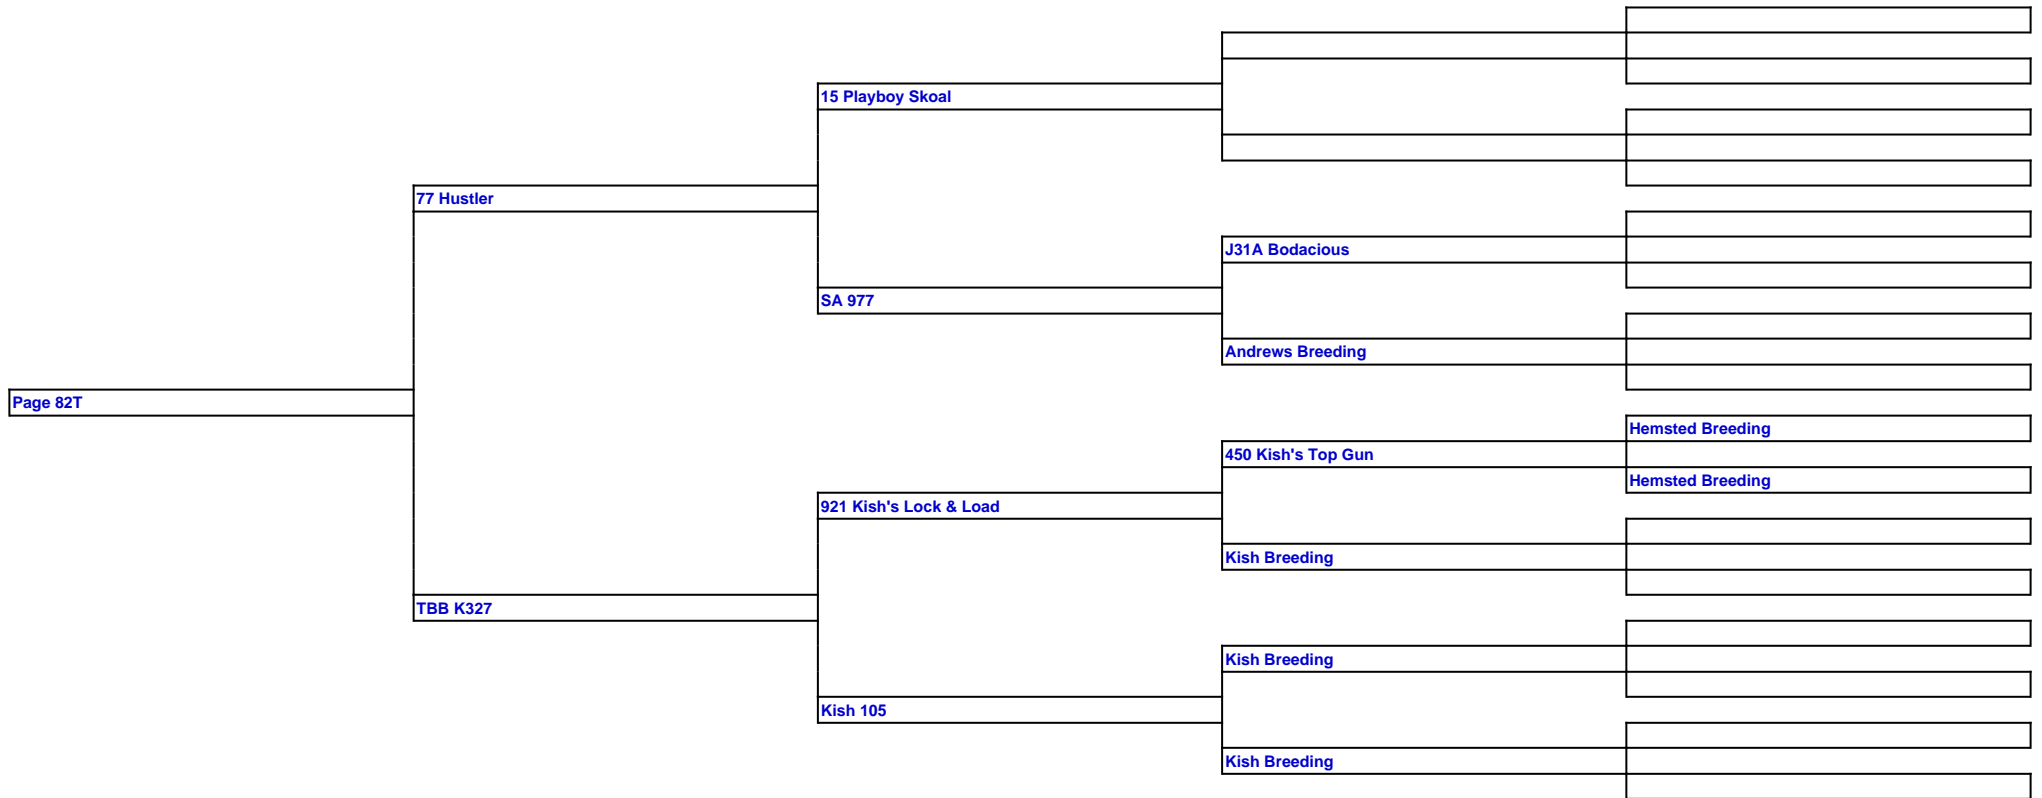 15 Playboy Skoal
77 Hustler
J31A Bodacious
SA 977
Andrews Breeding
Page 82T
Hemsted Breeding
450 Kish's Top Gun
Hemsted Breeding
921 Kish's Lock & Load
Kish Breeding
TBB K327
Kish Breeding
Kish 105
Kish Breeding